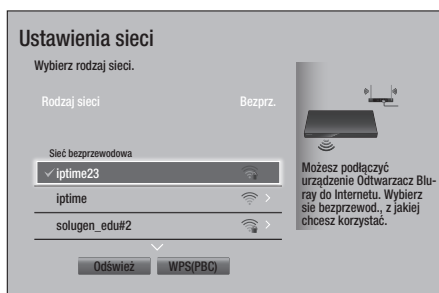 Ustawienia sieci
Wybierz rodzaj sieci.
Rodzaj sieci Bezprz.
Sieć bezprzewodowa
iptime23
iptime
solugen_edu#2
Odśwież WPS(PBC)
Możesz podłączyć
urządzenie Odtwarzacz Blu-
ray do Internetu. Wybierz
sie bezprzewod., z jakiej
chcesz korzystać.